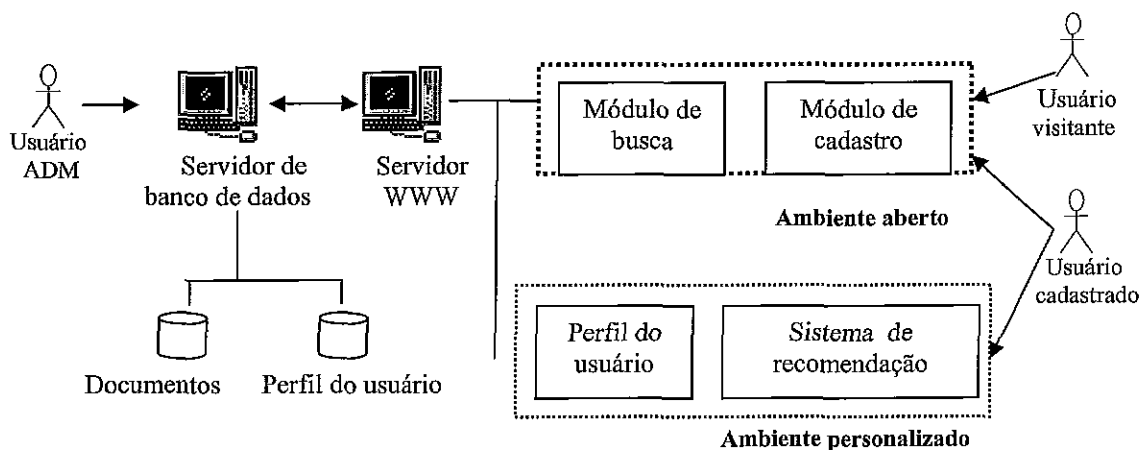 Usuário
ADM
Servidor de
banco de dados
Servidor
WWW
Módulo de
busca
Módulo de
cadastro
Usuário
visitante
Ambiente aberto
Usuário
cadastrado
Documentos
Perfil do usuário
Perfil do
usuário
Sistema de
recomendação
Ambiente personalizado